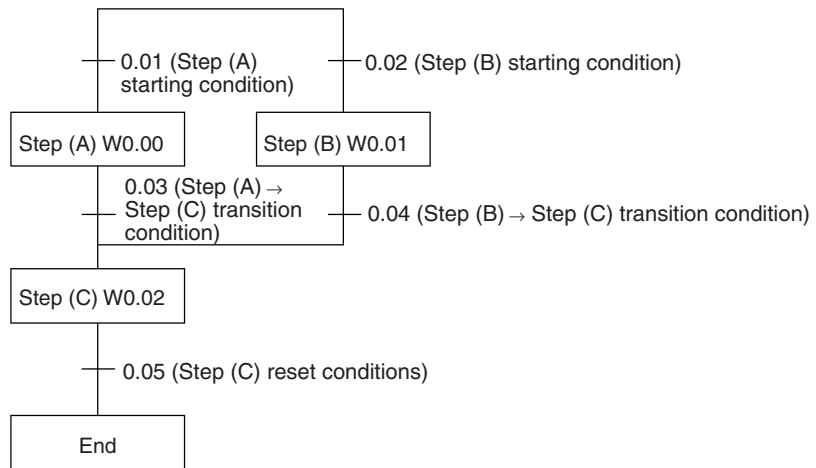 0.01 (Step (A)
starting condition)
0.02 (Step (B) starting condition)
Step (A) W0.00
Step (B) W0.01
0.03 (Step (A) →
Step (C) transition
condition)
0.04 (Step (B) → Step (C) transition condition)
Step (C) W0.02
0.05 (Step (C) reset conditions)
End